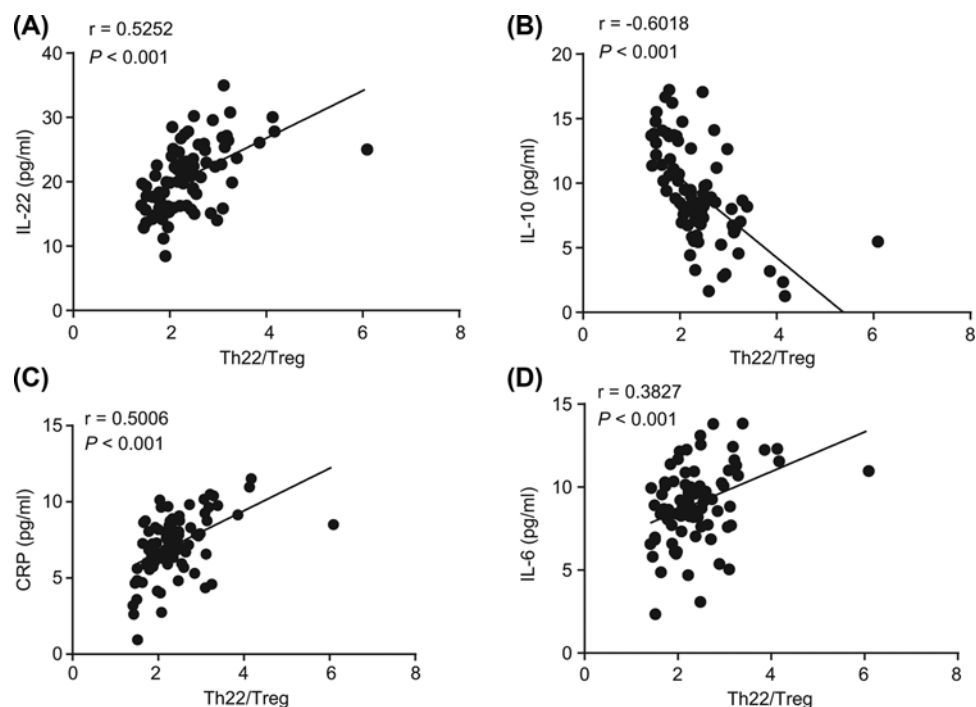 (A)
r = 0.5252
P < 0.001
IL-22 (pg/ml)
40
30
20
10
0
0
2
4
6
8
Th22/Treg
(B)
r = -0.6018
P < 0.001
IL-10 (pg/ml)
20
15
10
5
0
0
2
4
6
8
Th22/Treg
(C)
r = 0.5006
P < 0.001
CRP (pg/ml)
15
10
5
0
0
2
4
6
8
Th22/Treg
(D)
r = 0.3827
P < 0.001
IL-6 (pg/ml)
15
10
5
0
0
2
4
6
8
Th22/Treg